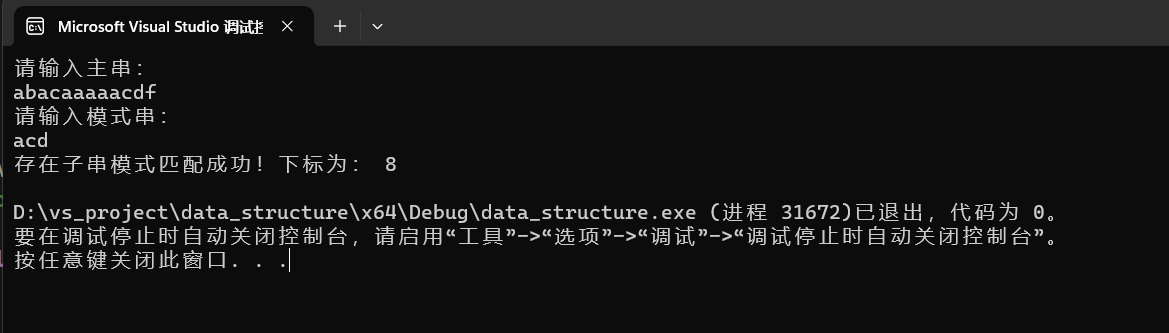 Microsoft Visual Studio 调试
请输入主串：
abacaaaaacdf
请输入模式串：
acd
存在子串模式匹配成功！下标为： 8
D:\vs_project\data_structure\x64\Debug\data_structure.exe (进程 31672)已退出，代码为 0。
要在调试停止时自动关闭控制台，请启用“工具”->“选项”->“调试”->“调试停止时自动关闭控制台”。
按任意键关闭此窗口. . .